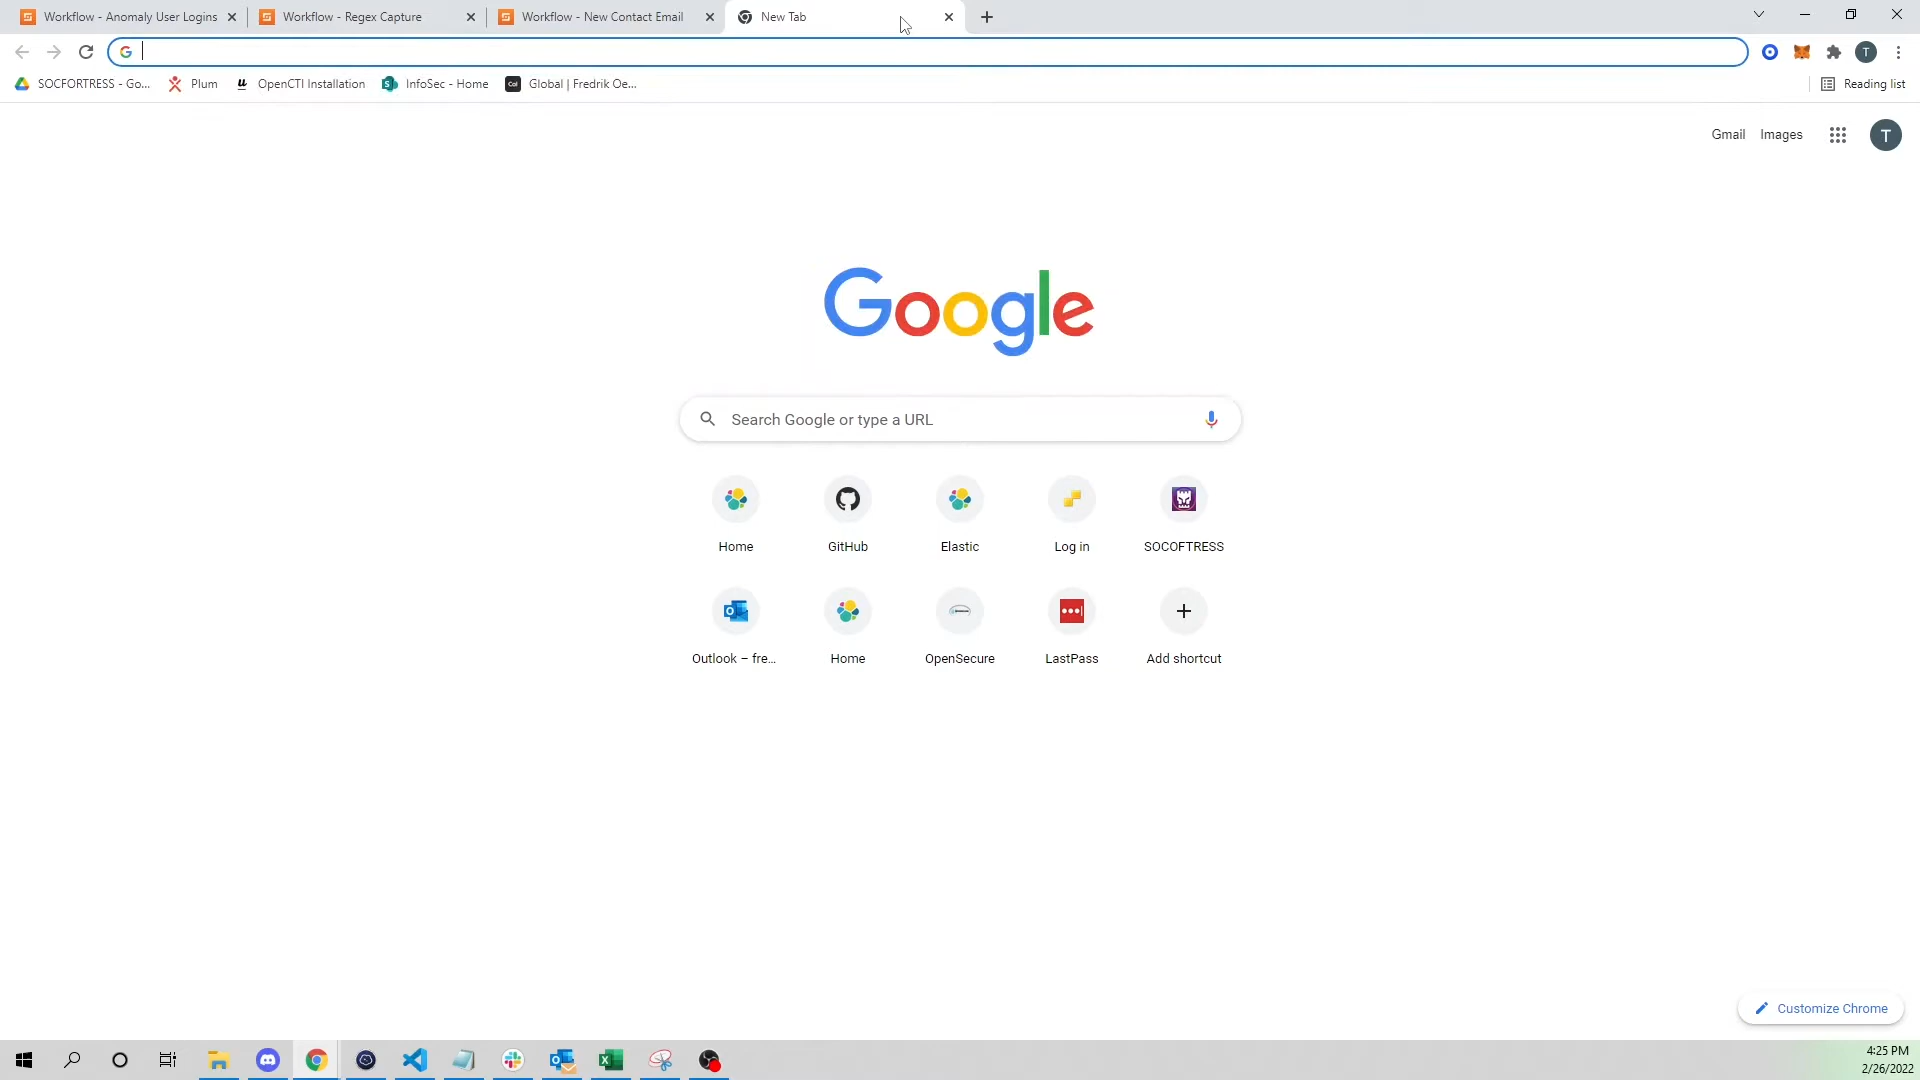 Workflow - Anomaly User Logins
Workflow - Regex Capture
Workflow - New Contact Email
New Tab
SOCFORTRESS - Go...
Plum
OpenCTI Installation
InfoSec - Home
Global | Fredrik Oe...
Reading list
Gmail
Images
T
Google
Search Google or type a URL
Home
GitHub
Elastic
Log in
SOCOFTRESS
Outlook – fre...
Home
OpenSecure
LastPass
Add shortcut
Customize Chrome
4:25 PM
2/26/2022